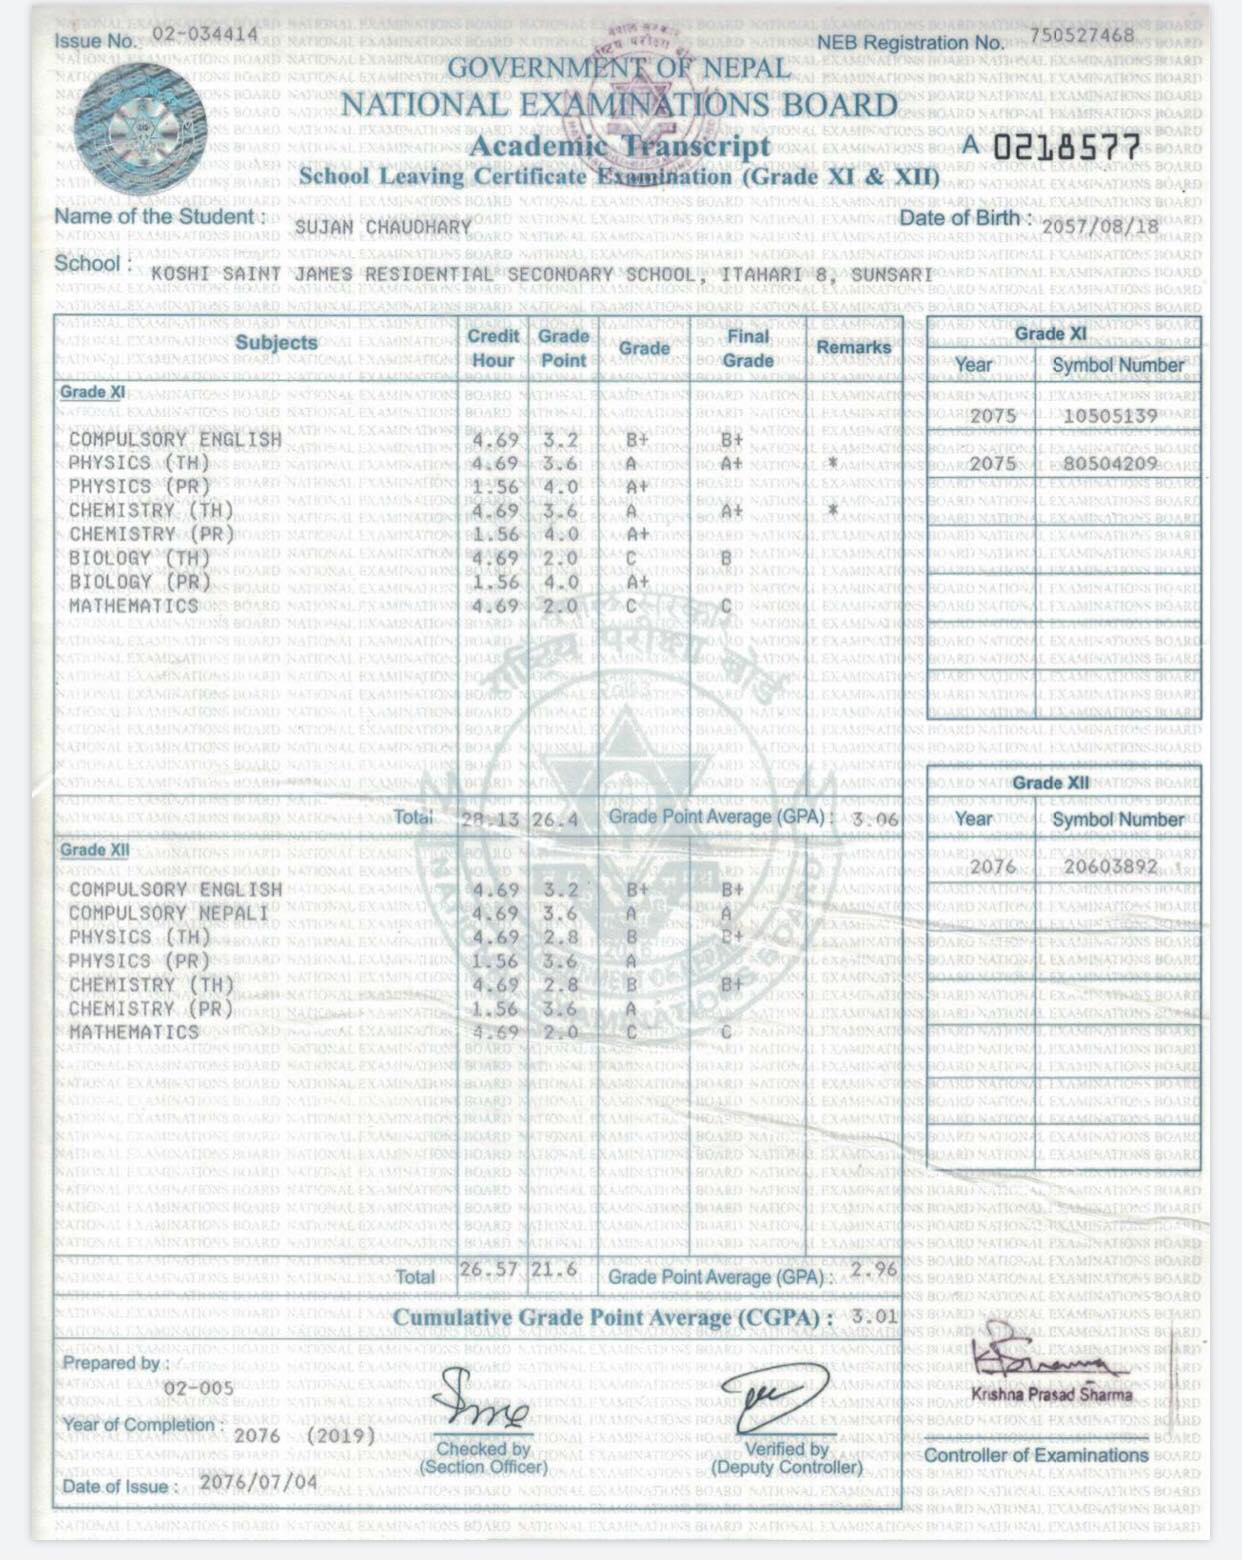 Issue No. 02-034414
NEB Registration No. 750527468
GOVERNMENT OF NEPAL
NATIONAL EXAMINATIONS BOARD
Academic Transcript
A 0218577
School Leaving Certificate Examination (Grade XI & XII)
Name of the Student : SUJAN CHAUDHARY
Date of Birth : 2057/08/18
School : KOSHI SAINT JAMES RESIDENTIAL SECONDARY SCHOOL, ITAHARI 8, SUNSARI
Subjects Credit Hour Grade Point Grade Final Grade Remarks
Grade XI
COMPULSORY ENGLISH 4.69 3.2 B+ B+
PHYSICS (TH) 4.69 3.6 A A+ *
PHYSICS (PR) 1.56 4.0 A+
CHEMISTRY (TH) 4.69 3.6 A A+ *
CHEMISTRY (PR) 1.56 4.0 A+
BIOLOGY (TH) 4.69 2.0 C B
BIOLOGY (PR) 1.56 4.0 A+
MATHEMATICS 4.69 2.0 C C
नेपाल सरकार
राष्ट्रिय परीक्षा बोर्ड
Total 28.13 26.4 Grade Point Average (GPA) : 3.06
Grade XII
COMPULSORY ENGLISH 4.69 3.2 B+ B+
COMPULSORY NEPALI 4.69 3.6 A A
PHYSICS (TH) 4.69 2.8 B B+
PHYSICS (PR) 1.56 3.6 A
CHEMISTRY (TH) 4.69 2.8 B B+
CHEMISTRY (PR) 1.56 3.6 A
MATHEMATICS 4.69 2.0 C C
Total 26.57 21.6 Grade Point Average (GPA) : 2.96
Cumulative Grade Point Average (CGPA) : 3.01
Grade XI
Year Symbol Number
2075 10505139
2075 80504209
Grade XII
Year Symbol Number
2076 20603892
Prepared by :
02-005
Year of Completion : 2076 (2019)
Date of Issue : 2076/07/04
Checked by
(Section Officer)
Verified by
(Deputy Controller)
Krishna Prasad Sharma
Controller of Examinations